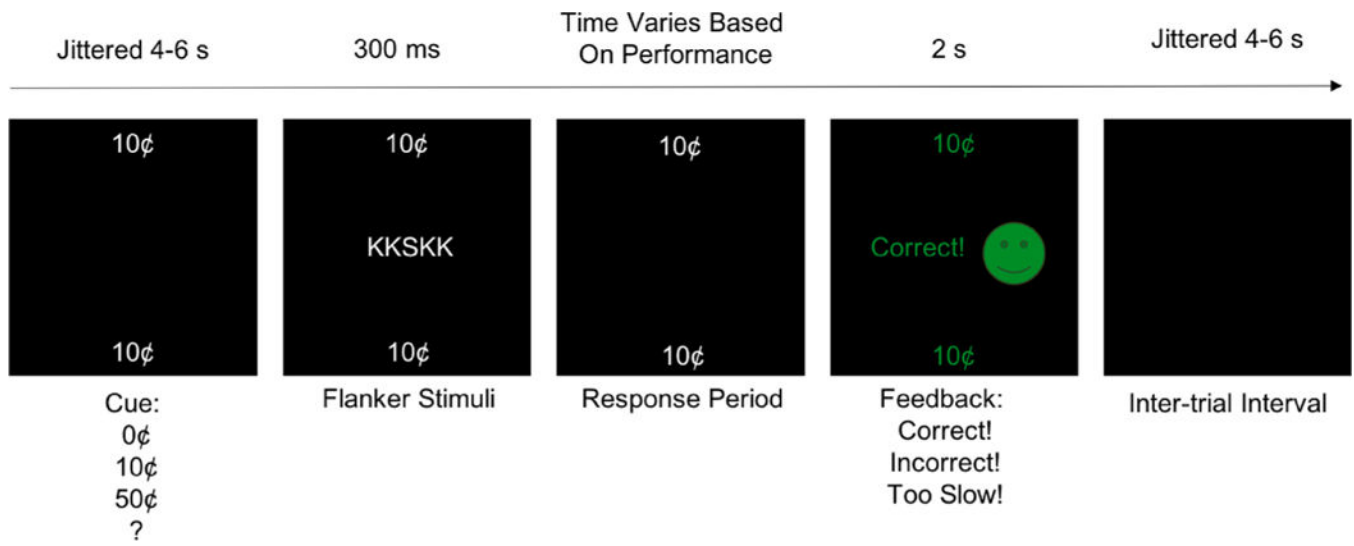 Jittered 4-6 s
300 ms
Time Varies Based
On Performance
2 s
Jittered 4-6 s
10¢
10¢
Cue:
0¢
10¢
50¢
?
10¢
KKSKK
10¢
Flanker Stimuli
10¢
10¢
Response Period
10¢
Correct!
10¢
Feedback:
Correct!
Incorrect!
Too Slow!
Inter-trial Interval